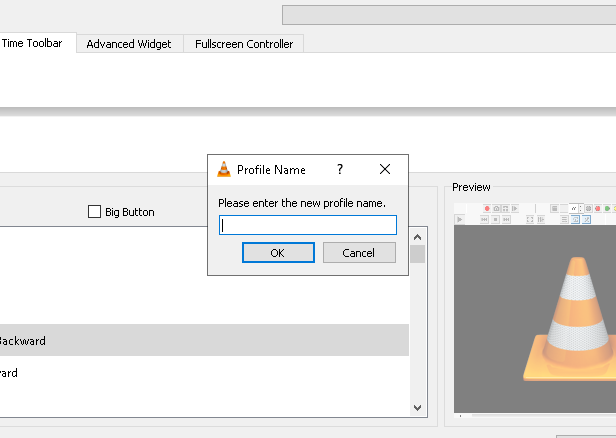 Time Toolbar
Advanced Widget
Fullscreen Controller
Profile Name
?
Please enter the new profile name.
OK
Cancel
Big Button
Preview
Backward